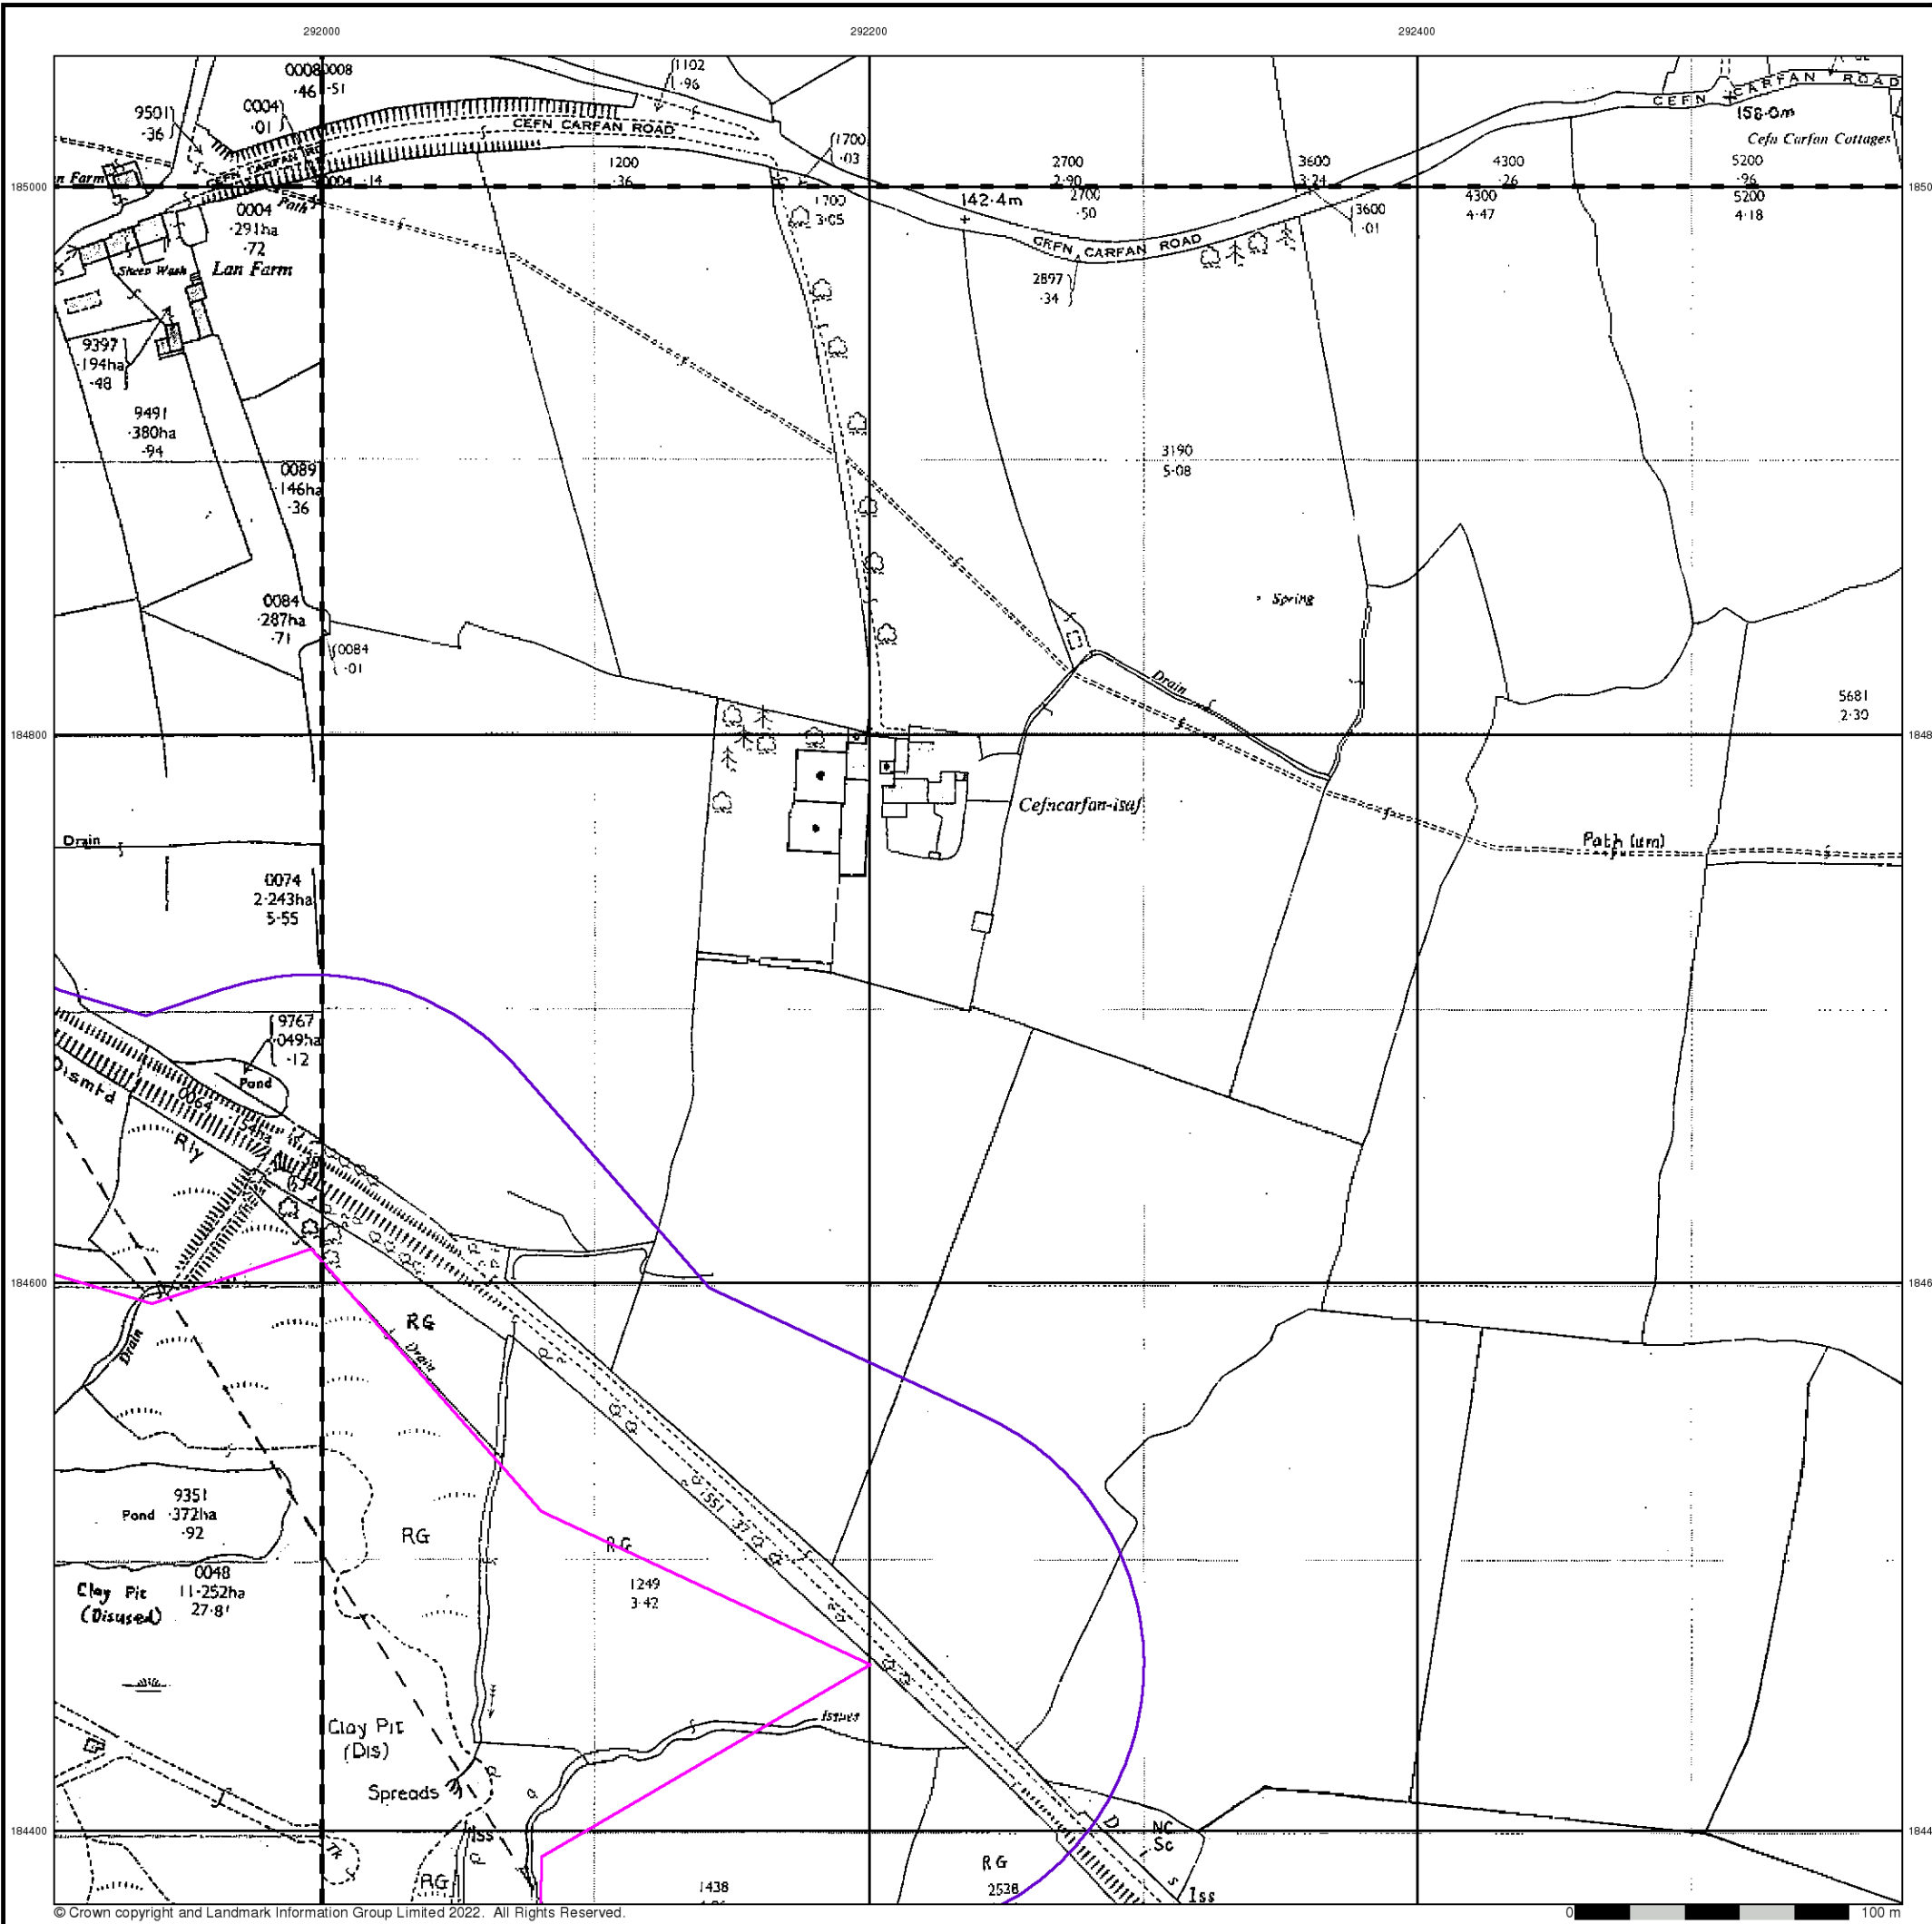 292000
292200
292400
0008
0008
·46
·51
1102
·96
9501
·36
0004
·01
CEFN CARFAN ROAD
CEFN CARFAN ROAD
158·0m
Cefn Carfan Cottages
1700
·03
1200
·36
2700
2·90
3600
3·24
4300
·26
5200
·96
185000
0004
·14
Path
0004
·291ha
·72
Lan Farm
Sheep Wash
1700
3·05
142·4m
2700
·50
CEFN CARFAN ROAD
3600
·01
4300
4·47
5200
4·18
2897
·34
9397
·194ha
·48
9491
·380ha
·94
0089
·146ha
·36
3190
5·08
0084
·287ha
·71
0084
·01
Spring
Drain
5681
2·30
184800
Cefncarfan-isaf
Path (um)
Drain
0074
2·243ha
5·55
9767
·049ha
·12
Pond
Dismtd
Rly
0064
184600
RG
Drain
Drain
9351
·372ha
·92
Pond
RG
RG
1551
·37
0048
11·252ha
27·81
Clay Pit
(Disused)
1249
3·42
Issues
Clay Pit
(Dis)
Spreads
184400
Iss
Tk
RG
1438
RG
2538
D
NC
Sc
S
Iss
© Crown copyright and Landmark Information Group Limited 2022. All Rights Reserved.
0
100 m